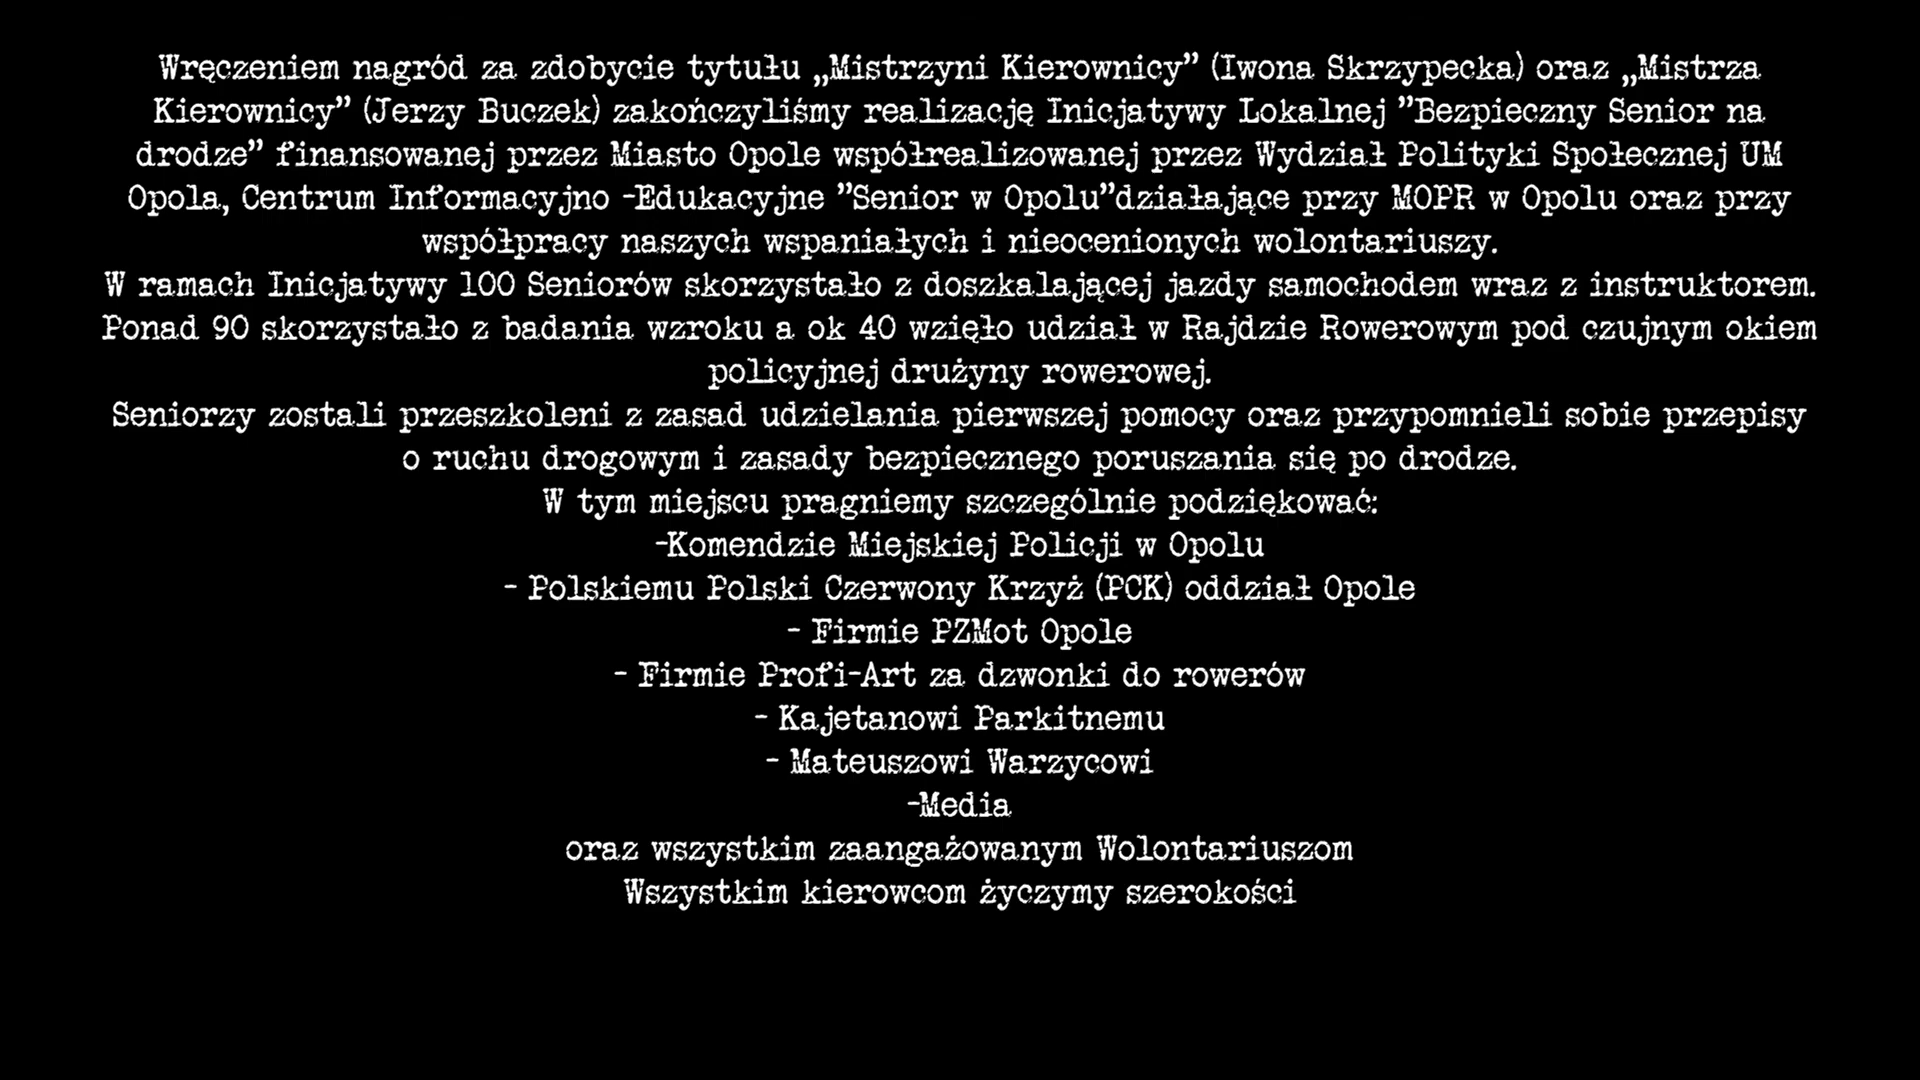 Wręczeniem nagród za zdobycie tytułu „Mistrzyni Kierownicy” (Iwona Skrzypecka) oraz „Mistrza
Kierownicy” (Jerzy Buczek) zakończyliśmy realizację Inicjatywy Lokalnej ”Bezpieczny Senior na
drodze” finansowanej przez Miasto Opole współrealizowanej przez Wydział Polityki Społecznej UM
Opola, Centrum Informacyjno -Edukacyjne ”Senior w Opolu”działające przy MOPR w Opolu oraz przy
współpracy naszych wspaniałych i nieocenionych wolontariuszy.
W ramach Inicjatywy 100 Seniorów skorzystało z doszkalającej jazdy samochodem wraz z instruktorem.
Ponad 90 skorzystało z badania wzroku a ok 40 wzięło udział w Rajdzie Rowerowym pod czujnym okiem
policyjnej drużyny rowerowej.
Seniorzy zostali przeszkoleni z zasad udzielania pierwszej pomocy oraz przypomnieli sobie przepisy
o ruchu drogowym i zasady bezpiecznego poruszania się po drodze.
W tym miejscu pragniemy szczególnie podziękować:
-Komendzie Miejskiej Policji w Opolu
- Polskiemu Polski Czerwony Krzyż (PCK) oddział Opole
- Firmie PZMot Opole
- Firmie Profi-Art za dzwonki do rowerów
- Kajetanowi Parkitnemu
- Mateuszowi Warzycowi
-Media
oraz wszystkim zaangażowanym Wolontariuszom
Wszystkim kierowcom życzymy szerokości